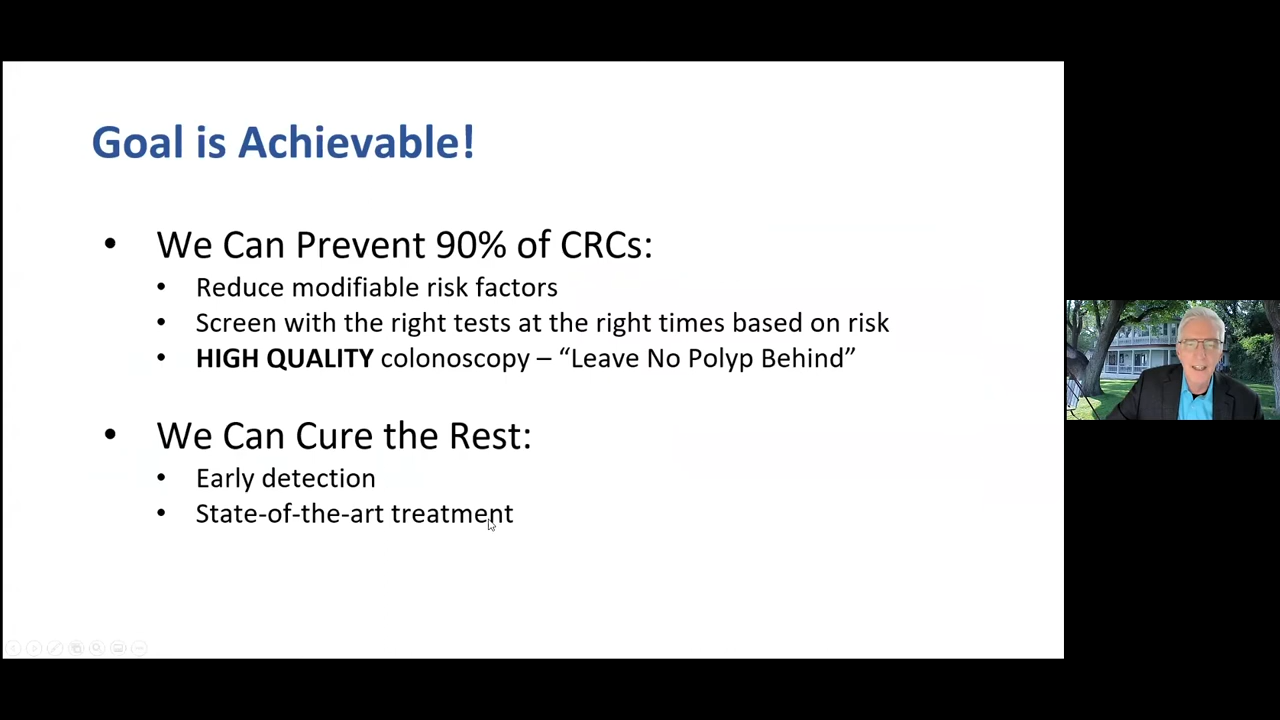 Goal is Achievable!
• We Can Prevent 90% of CRCs:
• Reduce modifiable risk factors
• Screen with the right tests at the right times based on risk
• HIGH QUALITY colonoscopy – “Leave No Polyp Behind”
• We Can Cure the Rest:
• Early detection
• State-of-the-art treatment